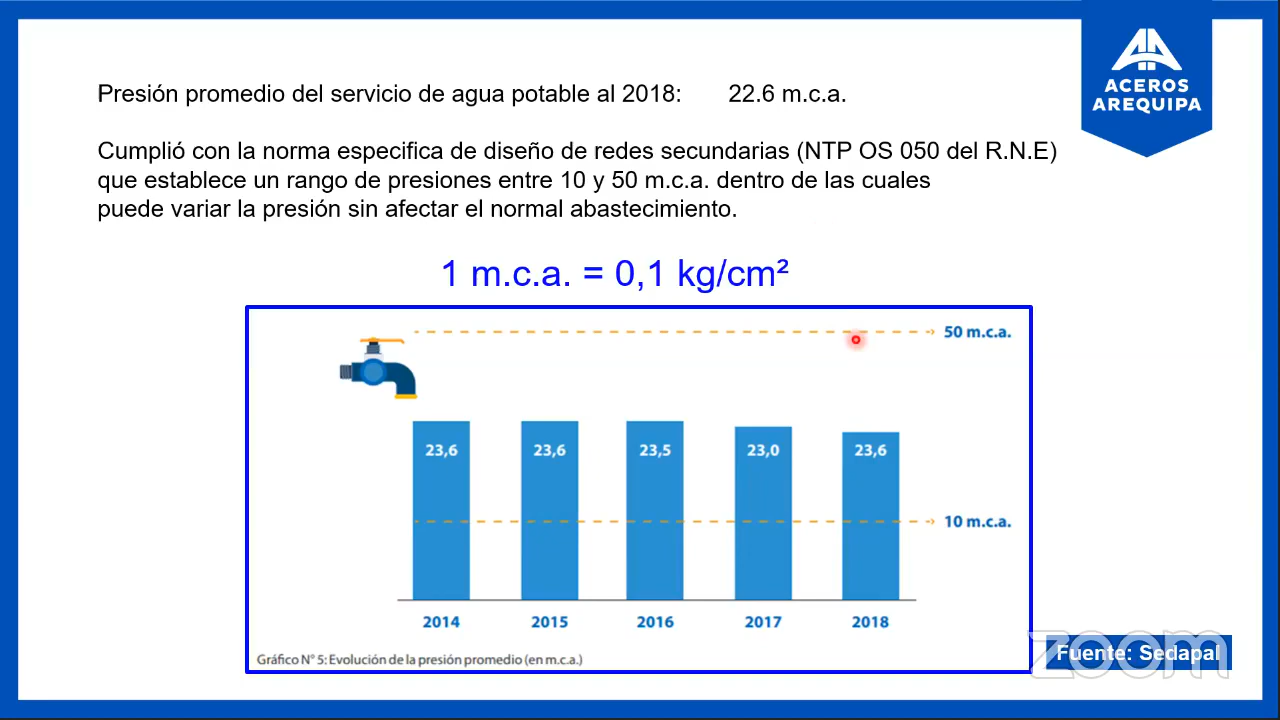 ACEROS
AREQUIPA
Presión promedio del servicio de agua potable al 2018: 22.6 m.c.a.
Cumplió con la norma especifica de diseño de redes secundarias (NTP OS 050 del R.N.E)
que establece un rango de presiones entre 10 y 50 m.c.a. dentro de las cuales
puede variar la presión sin afectar el normal abastecimiento.
1 m.c.a. = 0,1 kg/cm²
50 m.c.a.
23,6 23,6 23,5 23,0 23,6
10 m.c.a.
2014 2015 2016 2017 2018
Gráfico N° 5: Evolución de la presión promedio (en m.c.a.)
Fuente: Sedapal
zoom